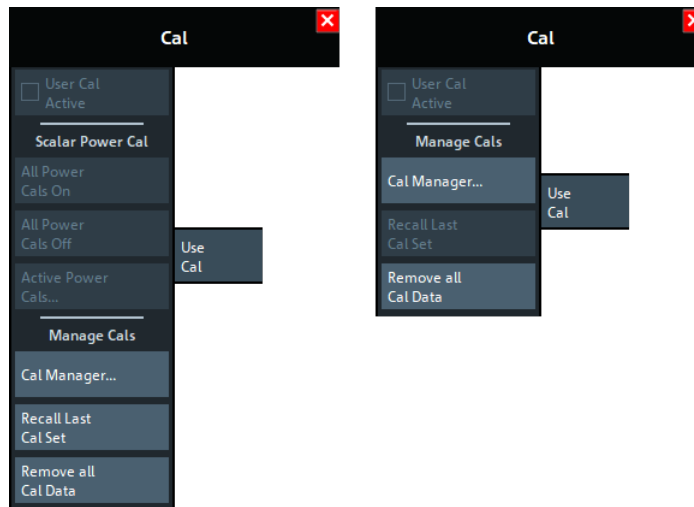 Cal
User Cal
Active
Scalar Power Cal
All Power
Cals On
All Power
Cals Off
Active Power
Cals...
Use
Cal
Manage Cals
Cal Manager...
Recall Last
Cal Set
Remove all
Cal Data
Cal
User Cal
Active
Manage Cals
Cal Manager...
Use
Cal
Recall Last
Cal Set
Remove all
Cal Data